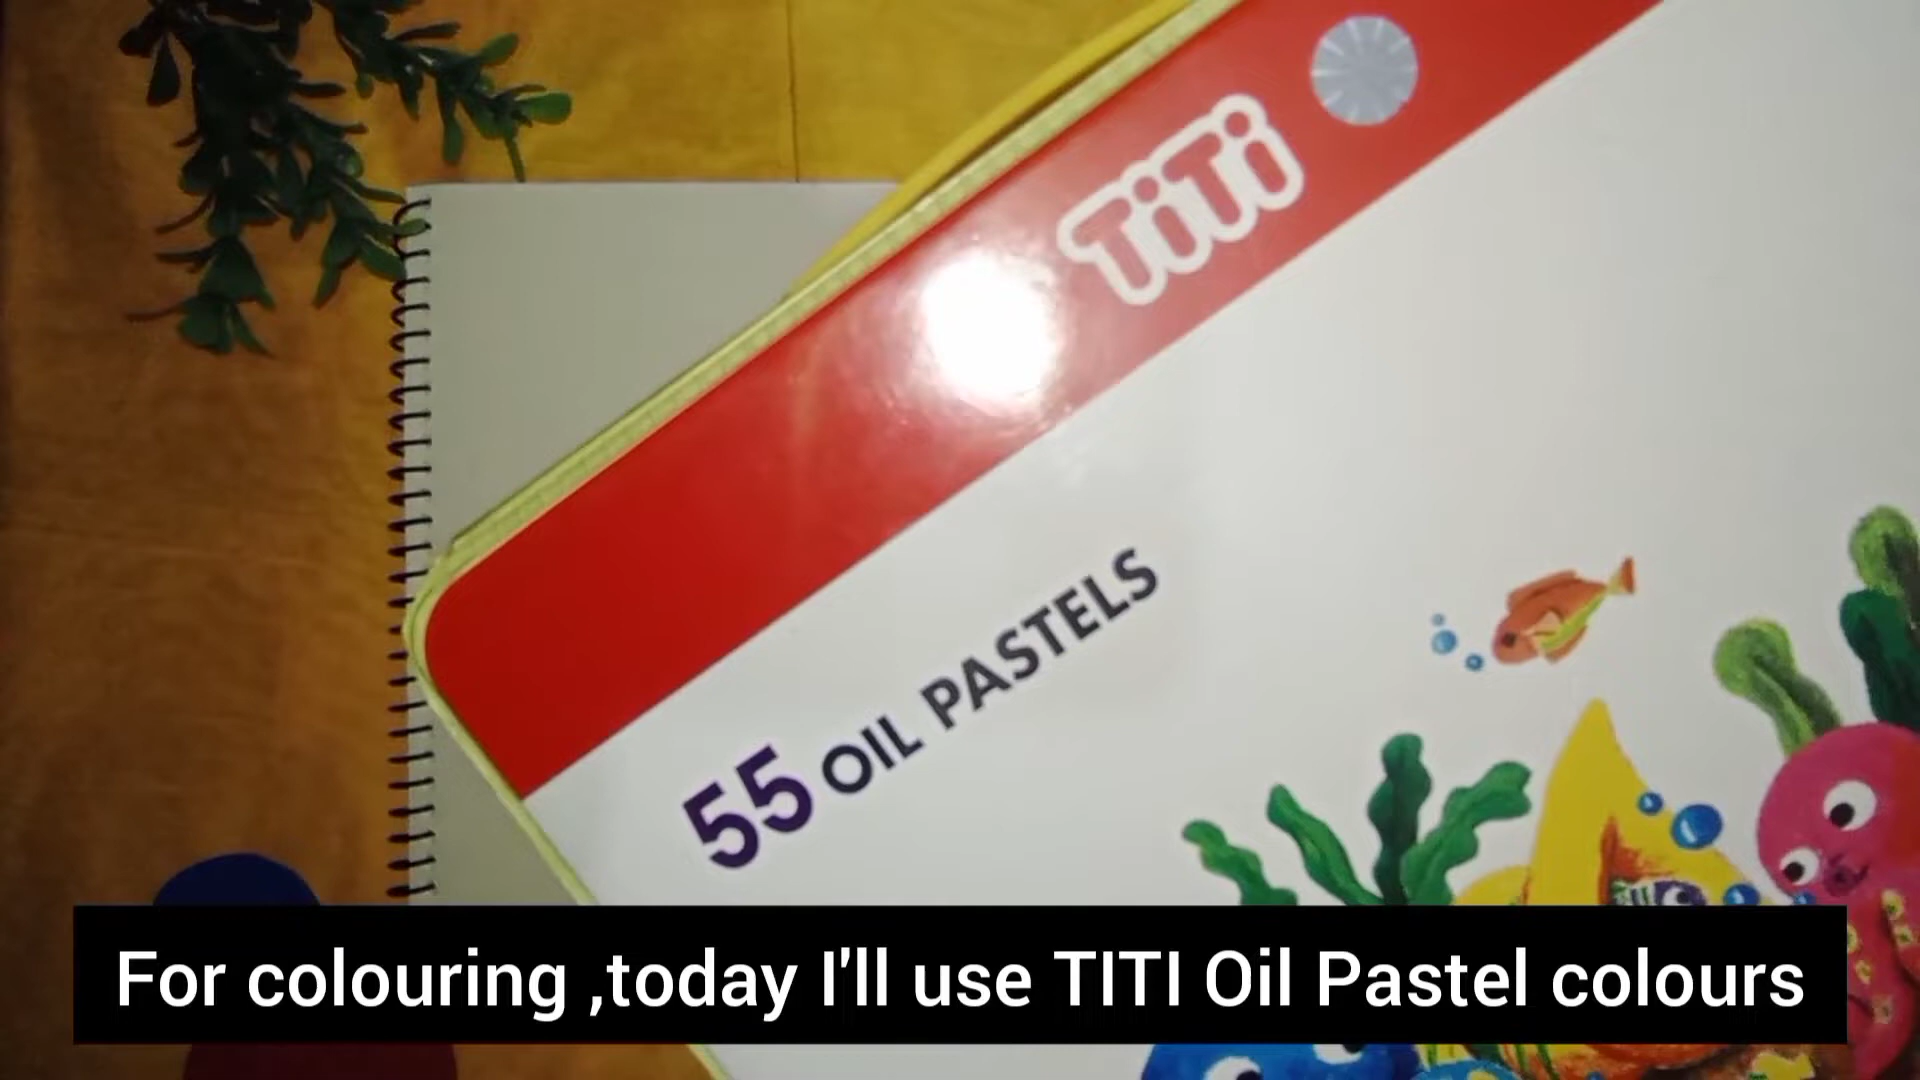 TiTi
55 OIL PASTELS
For colouring ,today I'll use TITI Oil Pastel colours